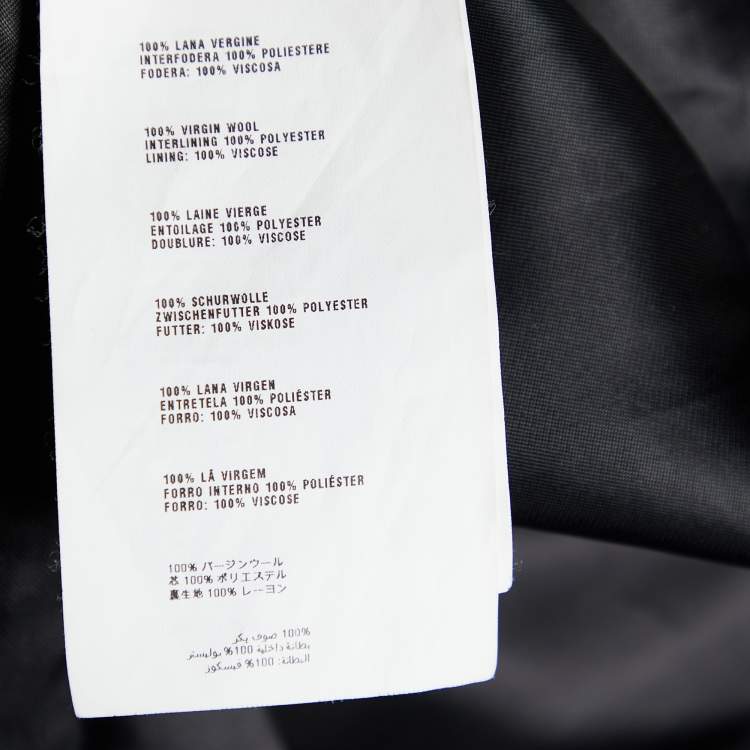 100% LANA VERGINE
INTERFODERA 100% POLIESTERE
FODERA: 100% VISCOSA
100% VIRGIN WOOL
INTERLINING 100% POLYESTER
LINING: 100% VISCOSE
100% LAINE VIERGE
ENTOILAGE 100% POLYESTER
DOUBLURE: 100% VISCOSE
100% SCHURWOLLE
ZWISCHENFUTTER 100% POLYESTER
FUTTER: 100% VISKOSE
100% LANA VIRGEN
ENTRETELA 100% POLIÉSTER
FORRO: 100% VISCOSA
100% LÃ VIRGEM
FORRO INTERNO 100% POLIÉSTER
FORRO: 100% VISCOSE
100% バージンウール
芯 100% ポリエステル
裏生地 100% レーヨン
100% صوف بكر
بطانة داخلية 100% بوليستر
البطانة: 100% فيسكوز